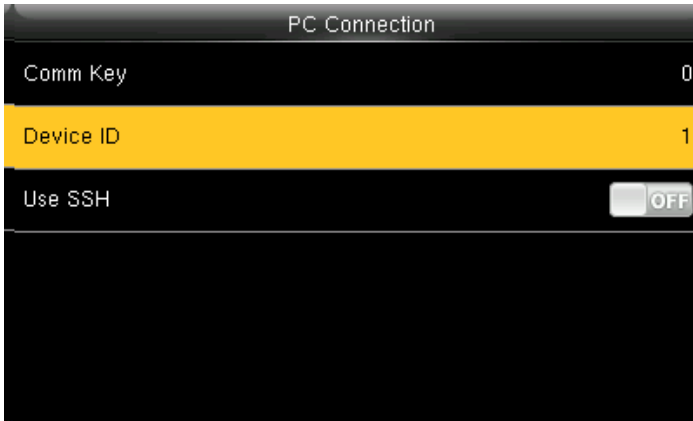 PC Connection
Comm Key 0
Device ID 1
Use SSH OFF